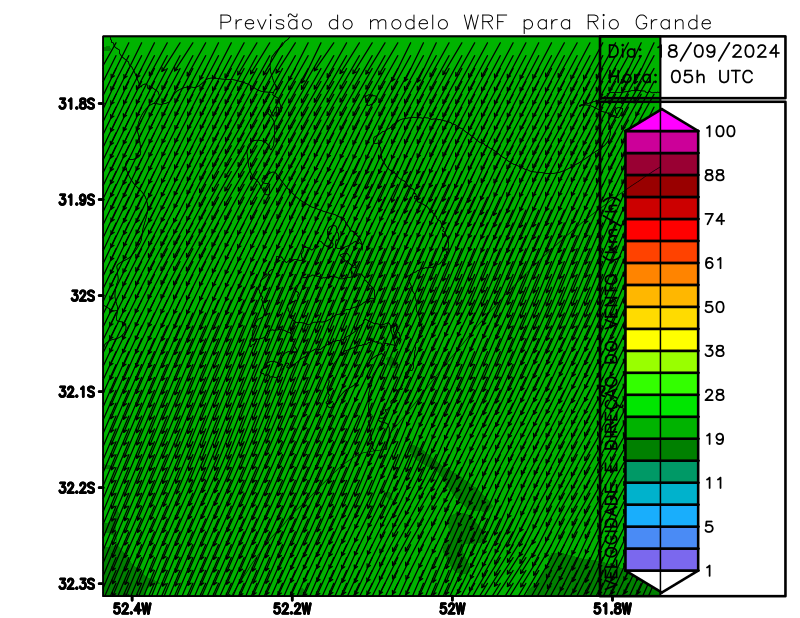 Previsão do modelo WRF para Rio Grande
Dia: 18/09/2024
Hora: 05h UTC
31.8S
31.9S
32S
32.1S
32.2S
32.3S
52.4W
52.2W
52W
51.8W
VELOCIDADE E DIREÇÃO DO VENTO (km/h)
100
88
74
61
50
38
28
19
11
5
1